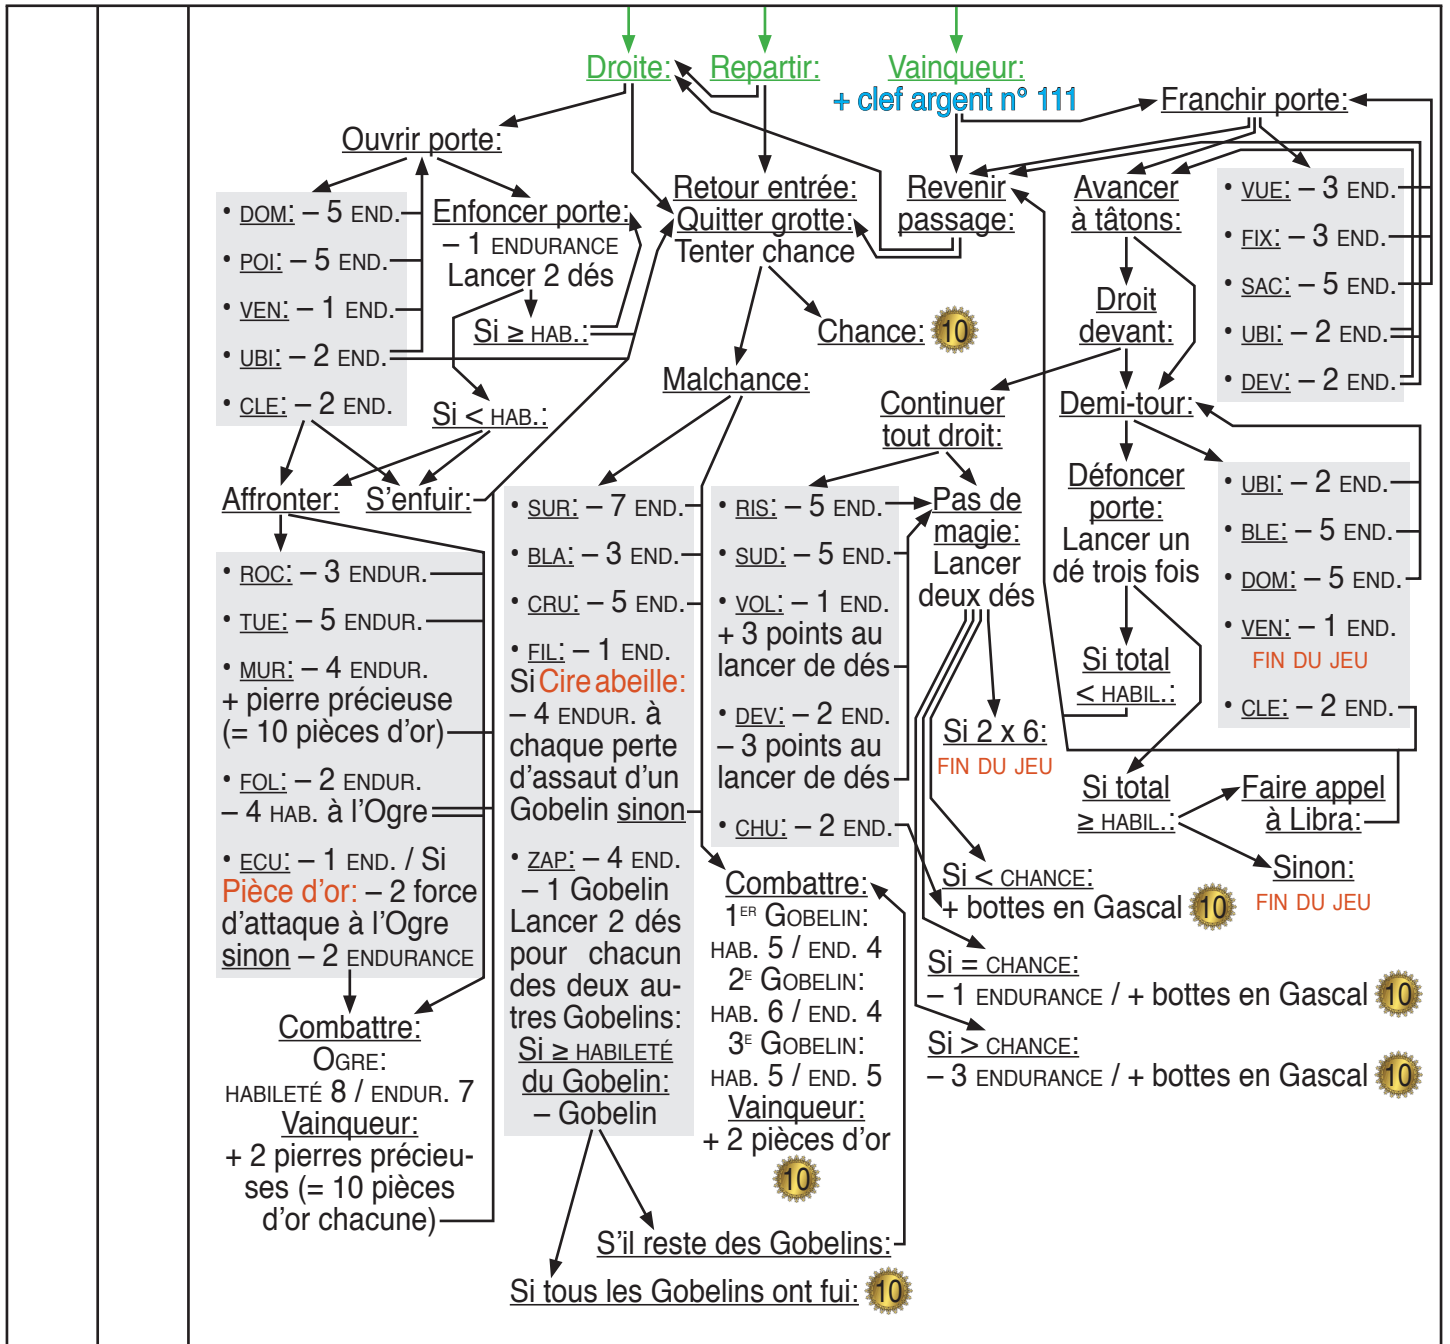 Droite:
Repartir:
Vainqueur:
+ clef argent n° 111
Franchir porte:
Ouvrir porte:
• DOM: – 5 END.
• POI: – 5 END.
• VEN: – 1 END.
• UBI: – 2 END.
• CLE: – 2 END.
Enfoncer porte:
– 1 ENDURANCE
Lancer 2 dés
Si ≥ HAB.:
Si < HAB.:
Retour entrée:
Quitter grotte:
Tenter chance
Chance: 10
Malchance:
Revenir
passage:
Avancer
à tâtons:
Droit
devant:
• VUE: – 3 END.
• FIX: – 3 END.
• SAC: – 5 END.
• UBI: – 2 END.
• DEV: – 2 END.
Continuer
tout droit:
Demi-tour:
Affronter:
S'enfuir:
• ROC: – 3 ENDUR.
• TUE: – 5 ENDUR.
• MUR: – 4 ENDUR.
+ pierre précieuse
(= 10 pièces d'or)
• FOL: – 2 ENDUR.
– 4 HAB. à l'Ogre
• ECU: – 1 END. / Si
Pièce d'or: – 2 force
d'attaque à l'Ogre
sinon – 2 ENDURANCE
Combattre:
OGRE:
HABILETÉ 8 / ENDUR. 7
Vainqueur:
+ 2 pierres précieu-
ses (= 10 pièces
d'or chacune)
• SUR: – 7 END.
• BLA: – 3 END.
• CRU: – 5 END.
• FIL: – 1 END.
Si Cire abeille:
– 4 ENDUR. à
chaque perte
d'assaut d'un
Gobelin sinon
• ZAP: – 4 END.
– 1 Gobelin
Lancer 2 dés
pour chacun
des deux au-
tres Gobelins:
Si ≥ HABILETÉ
du Gobelin:
– Gobelin
Combattre:
1ER GOBELIN:
HAB. 5 / END. 4
2E GOBELIN:
HAB. 6 / END. 4
3E GOBELIN:
HAB. 5 / END. 5
Vainqueur:
+ 2 pièces d'or
10
S'il reste des Gobelins:
Si tous les Gobelins ont fui: 10
• RIS: – 5 END.
• SUD: – 5 END.
• VOL: – 1 END.
+ 3 points au
lancer de dés
• DEV: – 2 END.
– 3 points au
lancer de dés
• CHU: – 2 END.
Pas de
magie:
Lancer
deux dés
Si 2 x 6:
FIN DU JEU
Si < CHANCE:
+ bottes en Gascal 10
Si = CHANCE:
– 1 ENDURANCE / + bottes en Gascal 10
Si > CHANCE:
– 3 ENDURANCE / + bottes en Gascal 10
Défoncer
porte:
Lancer un
dé trois fois
Si total
< HABIL.:
Si total
≥ HABIL.:
• UBI: – 2 END.
• BLE: – 5 END.
• DOM: – 5 END.
• VEN: – 1 END.
FIN DU JEU
• CLE: – 2 END.
Faire appel
à Libra:
Sinon:
FIN DU JEU